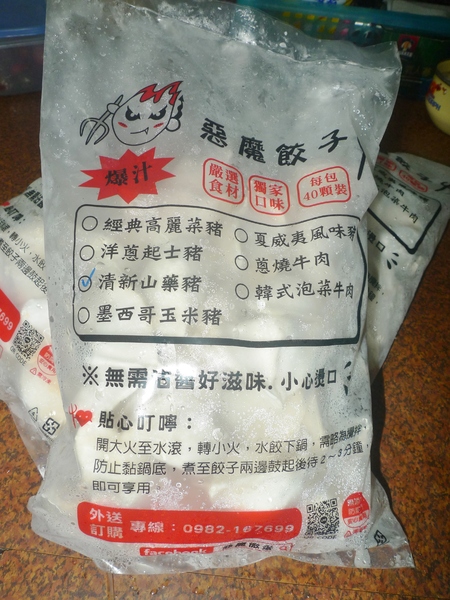 惡魔餃子
爆汁
嚴選食材
獨家口味
每包40顆裝
經典高麗菜豬
洋蔥起士豬
清新山藥豬
墨西哥玉米豬
夏威夷風味豬
蔥燒牛肉
韓式泡菜牛肉
※無需沾醬好滋味.小心燙口
貼心叮嚀：
開大火至水滾，轉小火，水餃下鍋，需略為攪拌
防止黏鍋底，煮至餃子兩邊鼓起後待2～3分鐘，
即可享用
外送訂購 專線：0982-167699
facebook